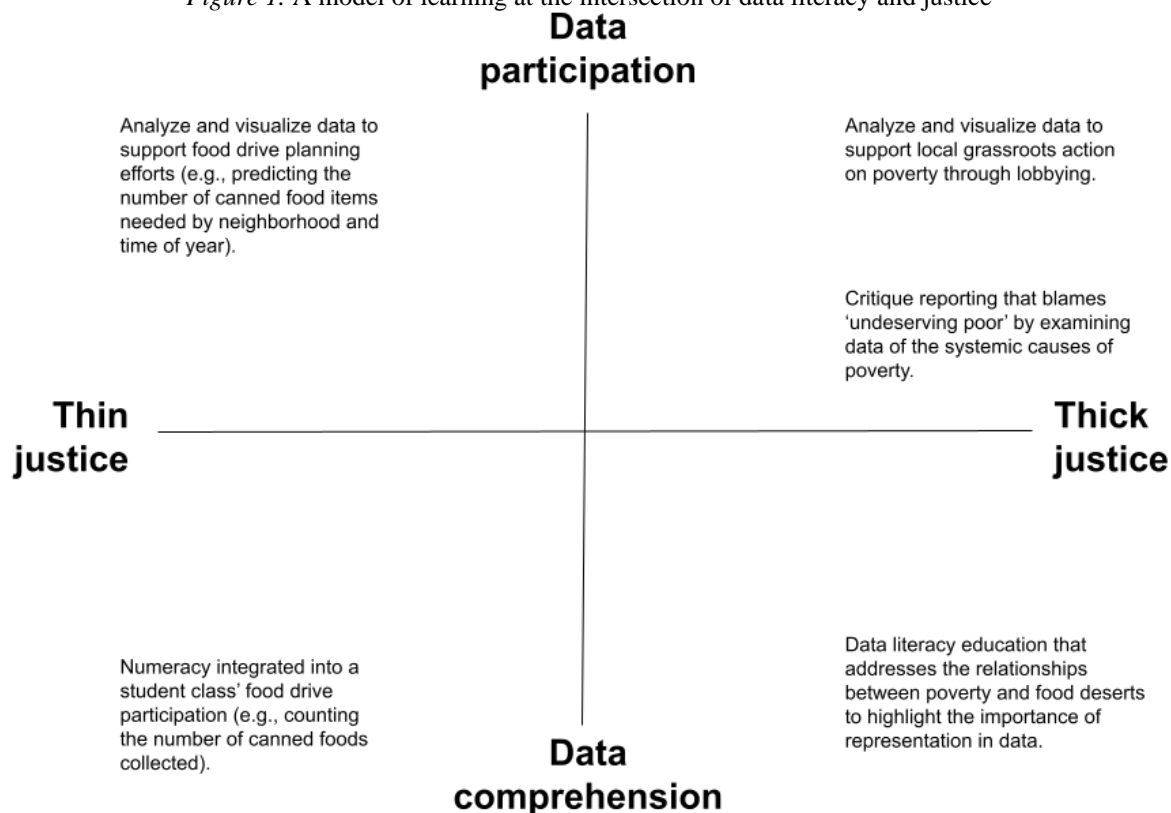 Figure 1. A model of learning at the intersection of data literacy and justice
Data
participation
Analyze and visualize data to
support food drive planning
efforts (e.g., predicting the
number of canned food items
needed by neighborhood and
time of year).
Analyze and visualize data to
support local grassroots action
on poverty through lobbying.
Critique reporting that blames
‘undeserving poor’ by examining
data of the systemic causes of
poverty.
Thin
justice
Thick
justice
Numeracy integrated into a
student class’ food drive
participation (e.g., counting
the number of canned foods
collected).
Data literacy education that
addresses the relationships
between poverty and food deserts
to highlight the importance of
representation in data.
Data
comprehension